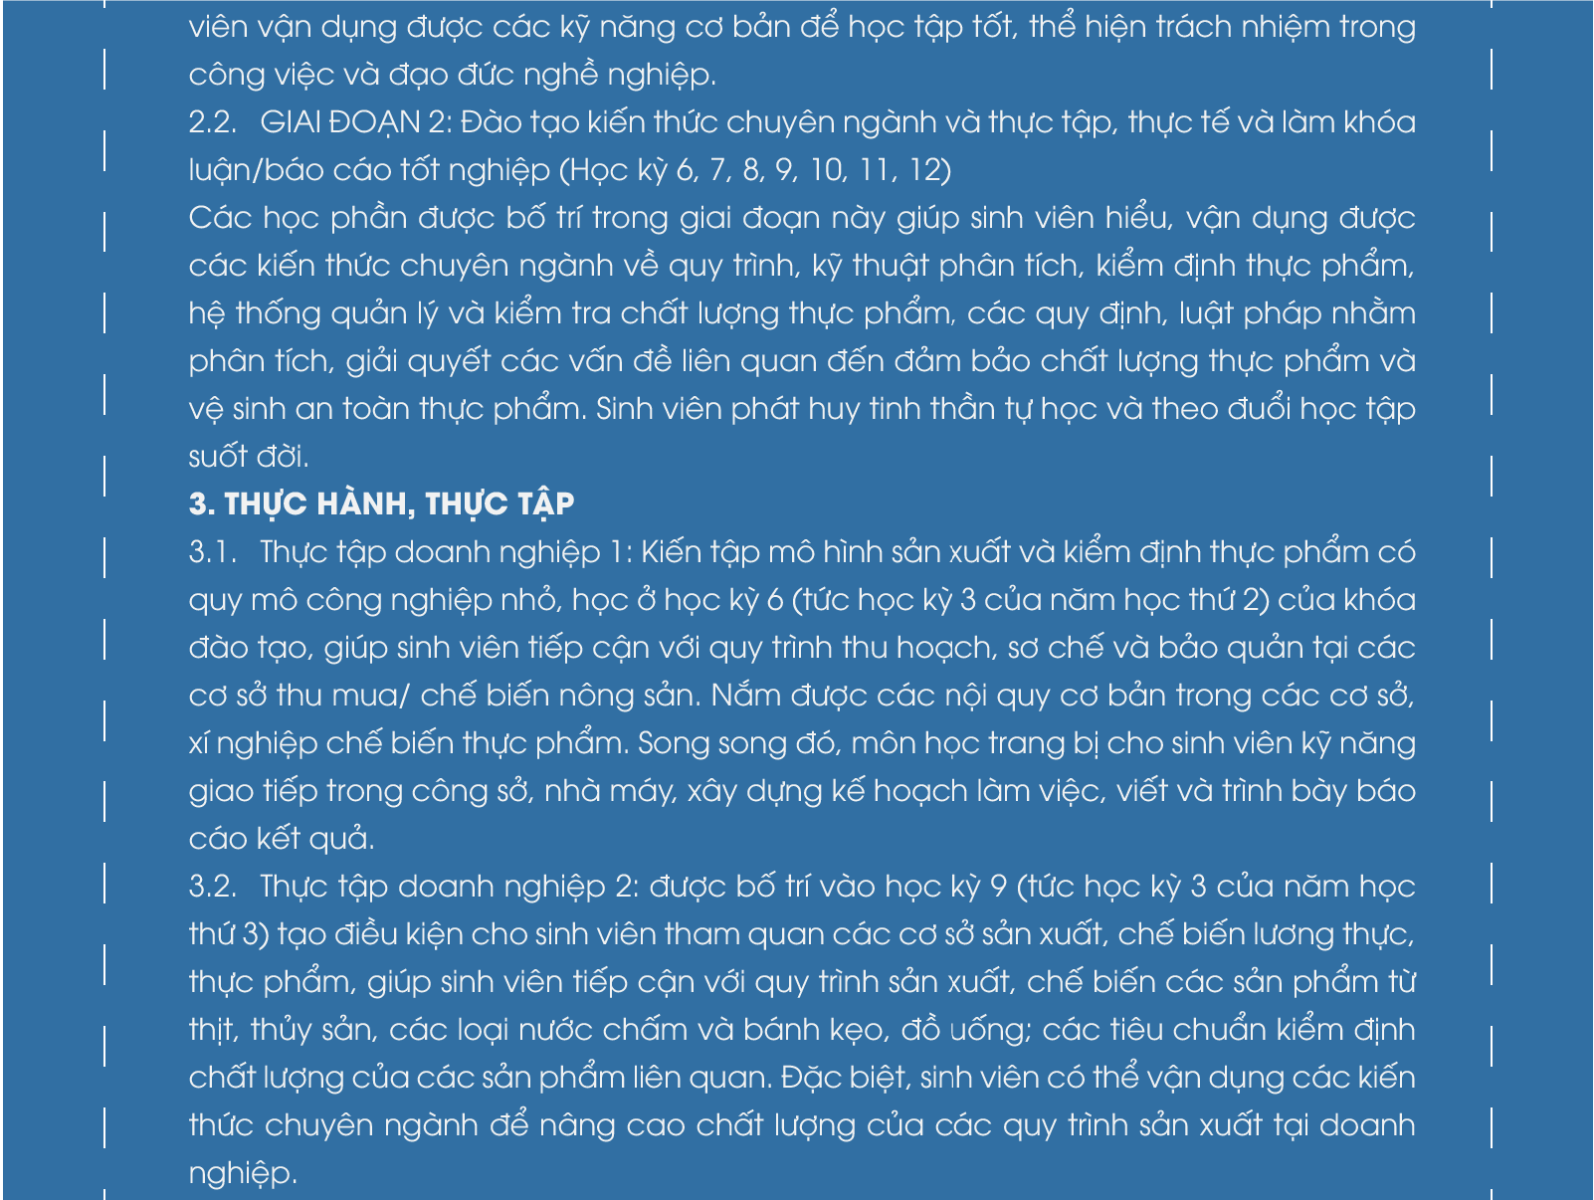 viên vận dụng được các kỹ năng cơ bản để học tập tốt, thể hiện trách nhiệm trong
công việc và đạo đức nghề nghiệp.
2.2. GIAI ĐOẠN 2: Đào tạo kiến thức chuyên ngành và thực tập, thực tế và làm khóa
luận/báo cáo tốt nghiệp (Học kỳ 6, 7, 8, 9, 10, 11, 12)
Các học phần được bố trí trong giai đoạn này giúp sinh viên hiểu, vận dụng được
các kiến thức chuyên ngành về quy trình, kỹ thuật phân tích, kiểm định thực phẩm,
hệ thống quản lý và kiểm tra chất lượng thực phẩm, các quy định, luật pháp nhằm
phân tích, giải quyết các vấn đề liên quan đến đảm bảo chất lượng thực phẩm và
vệ sinh an toàn thực phẩm. Sinh viên phát huy tinh thần tự học và theo đuổi học tập
suốt đời.
3. THỰC HÀNH, THỰC TẬP
3.1. Thực tập doanh nghiệp 1: Kiến tập mô hình sản xuất và kiểm định thực phẩm có
quy mô công nghiệp nhỏ, học ở học kỳ 6 (tức học kỳ 3 của năm học thứ 2) của khóa
đào tạo, giúp sinh viên tiếp cận với quy trình thu hoạch, sơ chế và bảo quản tại các
cơ sở thu mua/ chế biến nông sản. Nắm được các nội quy cơ bản trong các cơ sở,
xí nghiệp chế biến thực phẩm. Song song đó, môn học trang bị cho sinh viên kỹ năng
giao tiếp trong công sở, nhà máy, xây dựng kế hoạch làm việc, viết và trình bày báo
cáo kết quả.
3.2. Thực tập doanh nghiệp 2: được bố trí vào học kỳ 9 (tức học kỳ 3 của năm học
thứ 3) tạo điều kiện cho sinh viên tham quan các cơ sở sản xuất, chế biến lương thực,
thực phẩm, giúp sinh viên tiếp cận với quy trình sản xuất, chế biến các sản phẩm từ
thịt, thủy sản, các loại nước chấm và bánh kẹo, đồ uống; các tiêu chuẩn kiểm định
chất lượng của các sản phẩm liên quan. Đặc biệt, sinh viên có thể vận dụng các kiến
thức chuyên ngành để nâng cao chất lượng của các quy trình sản xuất tại doanh
nghiệp.